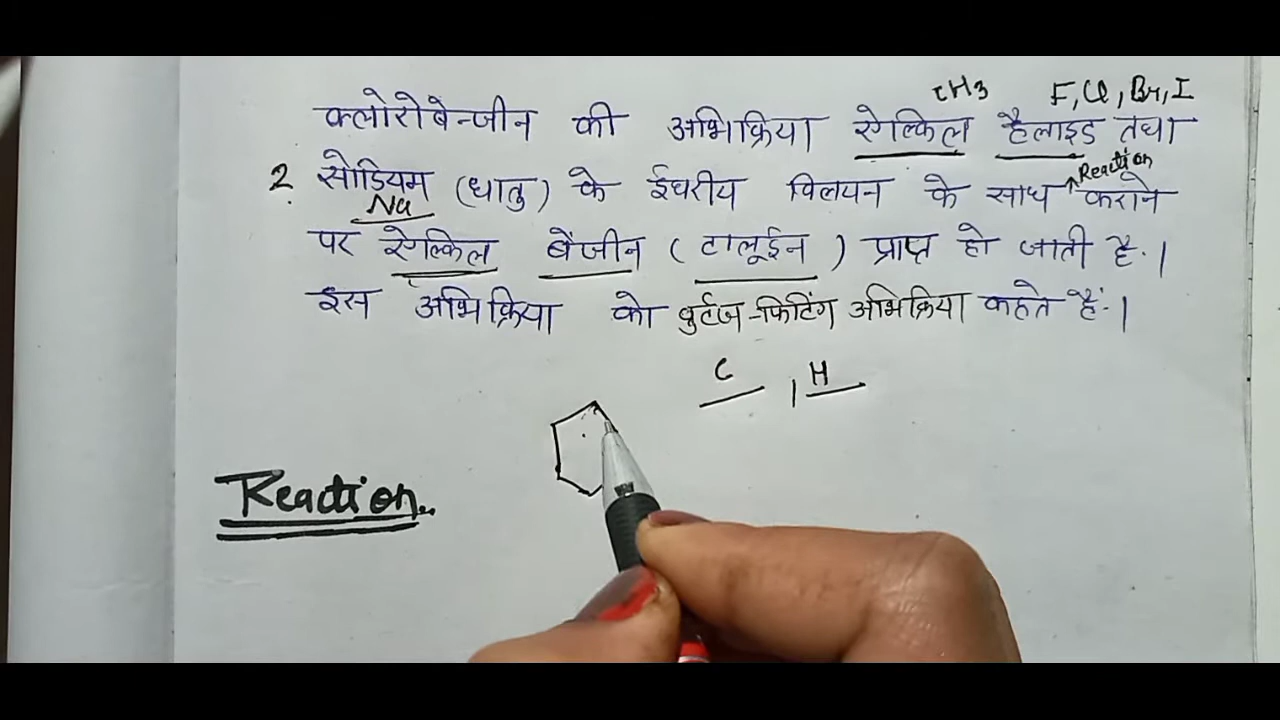 CH3 F, Cl, Br, I
क्लोरोबेन्जीन की अभिक्रिया ऐल्किल हैलाइड तथा
Reaction
2 सोडियम (धातु) के ईथरीय विलयन के साथ कराने
Na
पर ऐल्किल बेंजीन (टालूईन) प्राप्त हो जाती है।
इस अभिक्रिया को वुर्टज-फिटिंग अभिक्रिया कहते हैं।
C , H
Reaction